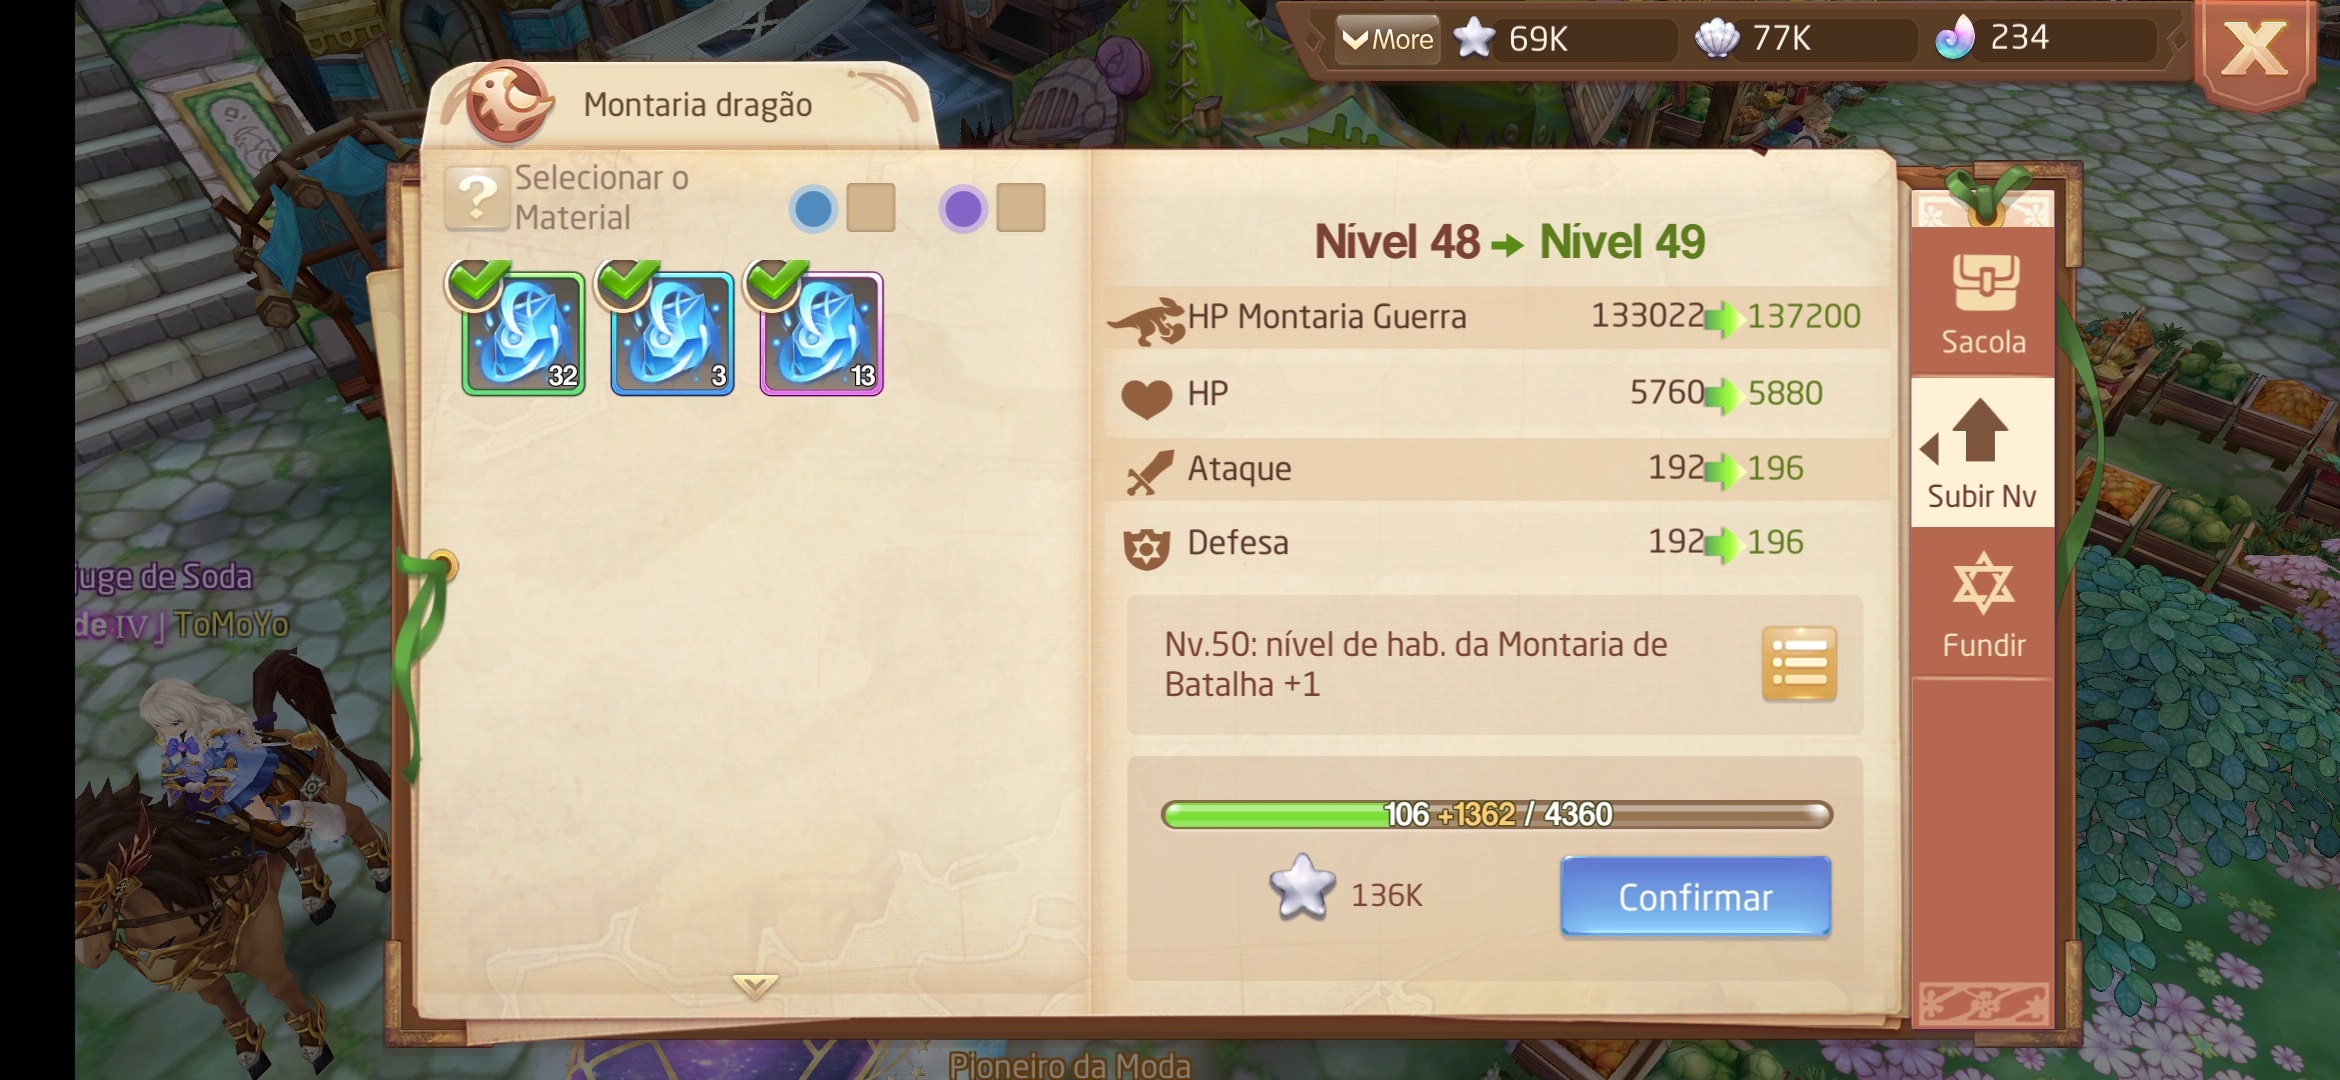 More
69K
77K
234
Montaria dragão
?
Selecionar o
Material
32
3
13
Nível 48 Nível 49
HP Montaria Guerra 133022 137200
HP 5760 5880
Ataque 192 196
Defesa 192 196
Nv.50: nível de hab. da Montaria de
Batalha +1
106 +1362 / 4360
136K
Confirmar
Sacola
Subir Nv
Fundir
juge de Soda
de IV] ToMoYo
Pioneiro da Moda